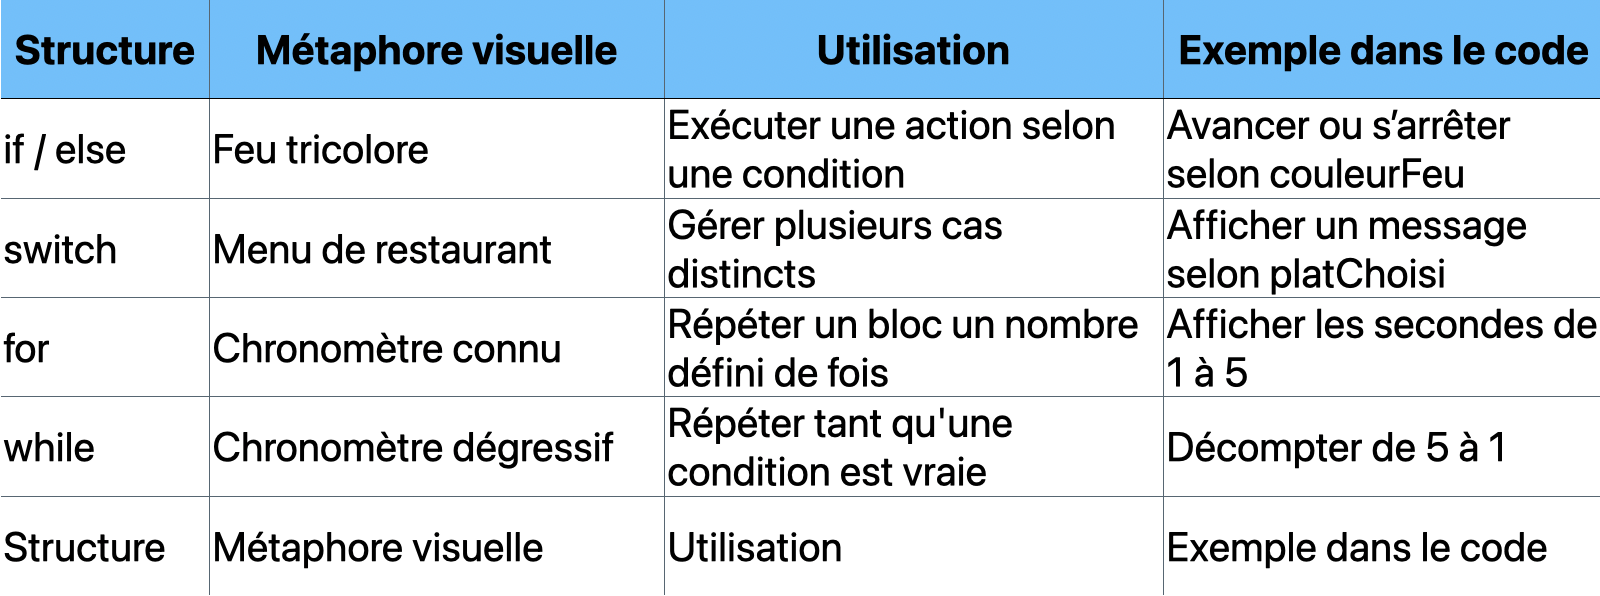 Structure Métaphore visuelle Utilisation Exemple dans le code
if / else Feu tricolore Exécuter une action selon une condition Avancer ou s’arrêter selon couleurFeu
switch Menu de restaurant Gérer plusieurs cas distincts Afficher un message selon platChoisi
for Chronomètre connu Répéter un bloc un nombre défini de fois Afficher les secondes de 1 à 5
while Chronomètre dégressif Répéter tant qu'une condition est vraie Décompter de 5 à 1
Structure Métaphore visuelle Utilisation Exemple dans le code